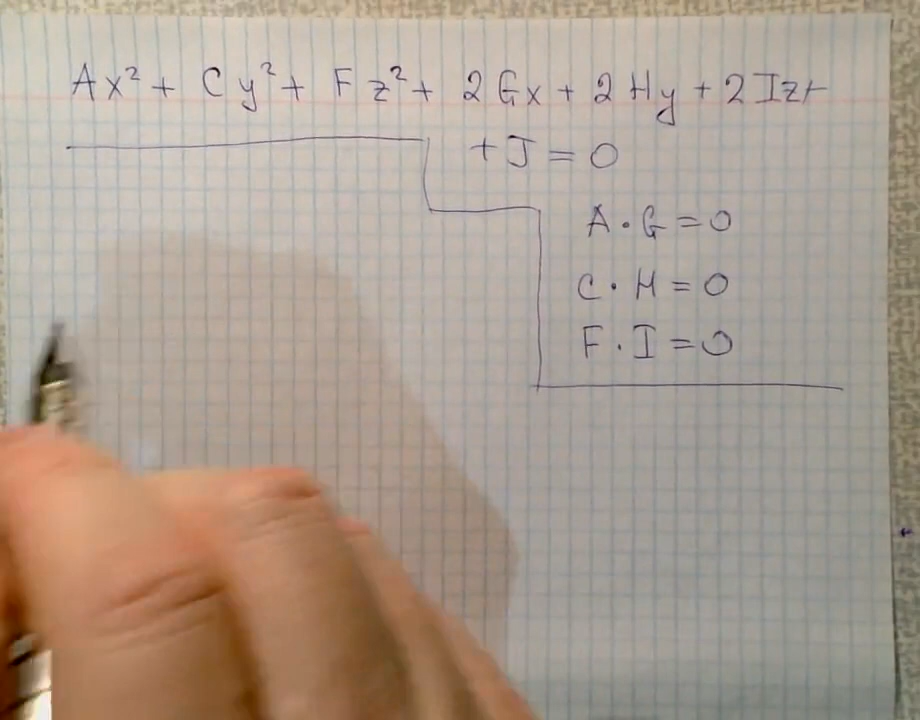 Ax² + Cy² + Fz² + 2Gx + 2Hy + 2Iz +
+ J = 0
A · G = 0
C · H = 0
F · I = 0